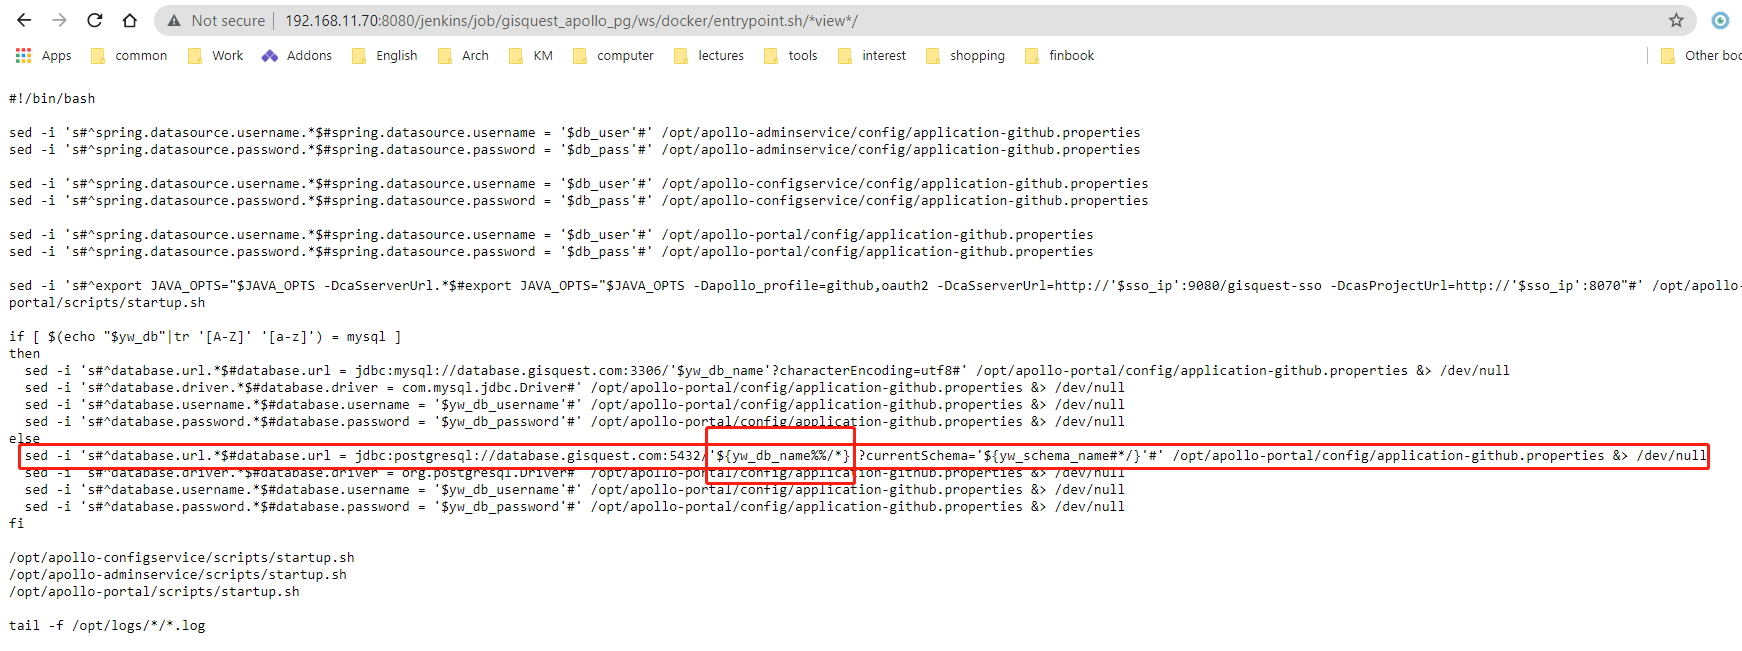 Not secure | 192.168.11.70:8080/jenkins/job/gisquest_apollo_pg/ws/docker/entrypoint.sh/*view*/
Apps common Work Addons English Arch KM computer lectures tools interest shopping finbook Other boo
#!/bin/bash
sed -i 's#^spring.datasource.username.*$#spring.datasource.username = '$db_user'#' /opt/apollo-adminservice/config/application-github.properties
sed -i 's#^spring.datasource.password.*$#spring.datasource.password = '$db_pass'#' /opt/apollo-adminservice/config/application-github.properties
sed -i 's#^spring.datasource.username.*$#spring.datasource.username = '$db_user'#' /opt/apollo-configservice/config/application-github.properties
sed -i 's#^spring.datasource.password.*$#spring.datasource.password = '$db_pass'#' /opt/apollo-configservice/config/application-github.properties
sed -i 's#^spring.datasource.username.*$#spring.datasource.username = '$db_user'#' /opt/apollo-portal/config/application-github.properties
sed -i 's#^spring.datasource.password.*$#spring.datasource.password = '$db_pass'#' /opt/apollo-portal/config/application-github.properties
sed -i 's#^export JAVA_OPTS="$JAVA_OPTS -DcaSserverUrl.*$#export JAVA_OPTS="$JAVA_OPTS -Dapollo_profile=github,oauth2 -DcaSserverUrl=http://'$sso_ip':9080/gisquest-sso -DcasProjectUrl=http://'$sso_ip':8070"#' /opt/apollo-
portal/scripts/startup.sh
if [ $(echo "$yw_db"|tr '[A-Z]' '[a-z]') = mysql ]
then
sed -i 's#^database.url.*$#database.url = jdbc:mysql://database.gisquest.com:3306/'$yw_db_name'?characterEncoding=utf8#' /opt/apollo-portal/config/application-github.properties &> /dev/null
sed -i 's#^database.driver.*$#database.driver = com.mysql.jdbc.Driver#' /opt/apollo-portal/config/application-github.properties &> /dev/null
sed -i 's#^database.username.*$#database.username = '$yw_db_username'#' /opt/apollo-portal/config/application-github.properties &> /dev/null
sed -i 's#^database.password.*$#database.password = '$yw_db_password'#' /opt/apollo-portal/config/application-github.properties &> /dev/null
else
sed -i 's#^database.url.*$#database.url = jdbc:postgresql://database.gisquest.com:5432/'${yw_db_name%%/*} ?currentSchema='${yw_schema_name#*/}'#' /opt/apollo-portal/config/application-github.properties &> /dev/null
sed -i 's#^database.driver.*$#database.driver = org.postgresql.Driver#' /opt/apollo-portal/config/application-github.properties &> /dev/null
sed -i 's#^database.username.*$#database.username = '$yw_db_username'#' /opt/apollo-portal/config/application-github.properties &> /dev/null
sed -i 's#^database.password.*$#database.password = '$yw_db_password'#' /opt/apollo-portal/config/application-github.properties &> /dev/null
fi
/opt/apollo-configservice/scripts/startup.sh
/opt/apollo-adminservice/scripts/startup.sh
/opt/apollo-portal/scripts/startup.sh
tail -f /opt/logs/*/*.log